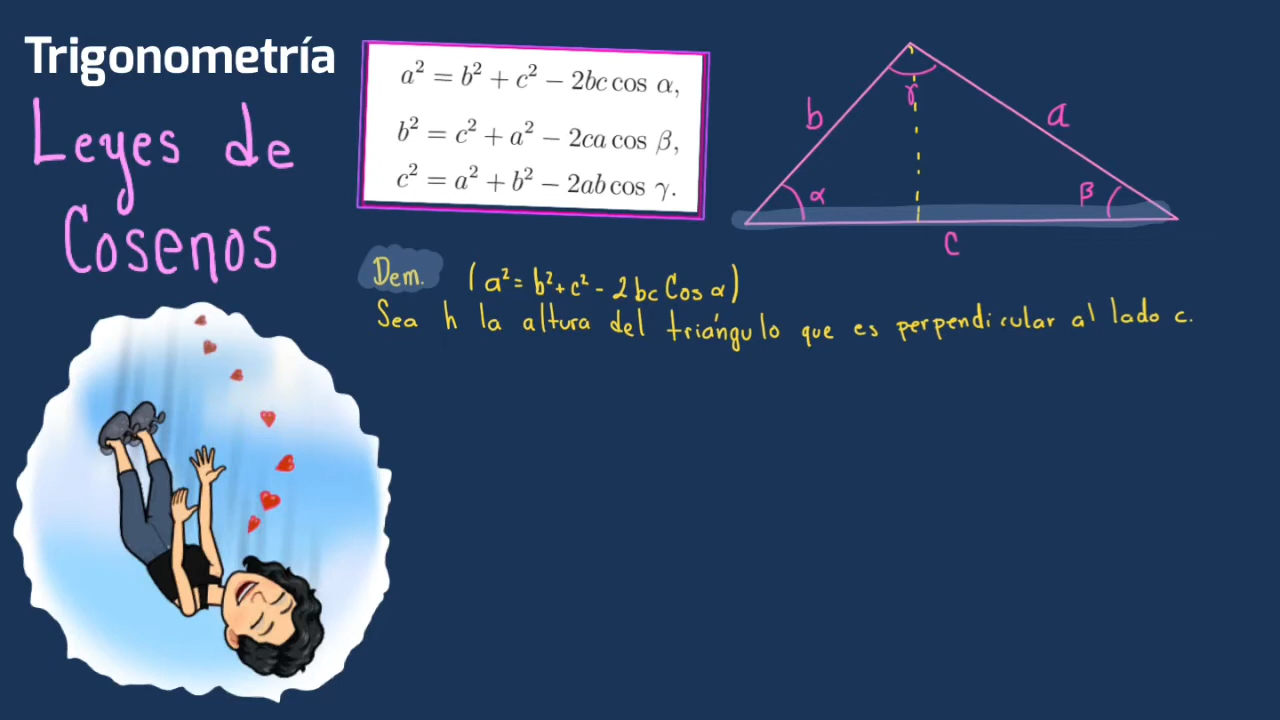 Trigonometría
Leyes de
Cosenos
a² = b² + c² − 2bc cos α,
b² = c² + a² − 2ca cos β,
c² = a² + b² − 2ab cos γ.
γ
b
a
α
β
c
Dem. (a² = b² + c² - 2bc Cos α)
Sea h la altura del triángulo que es perpendicular al lado c.